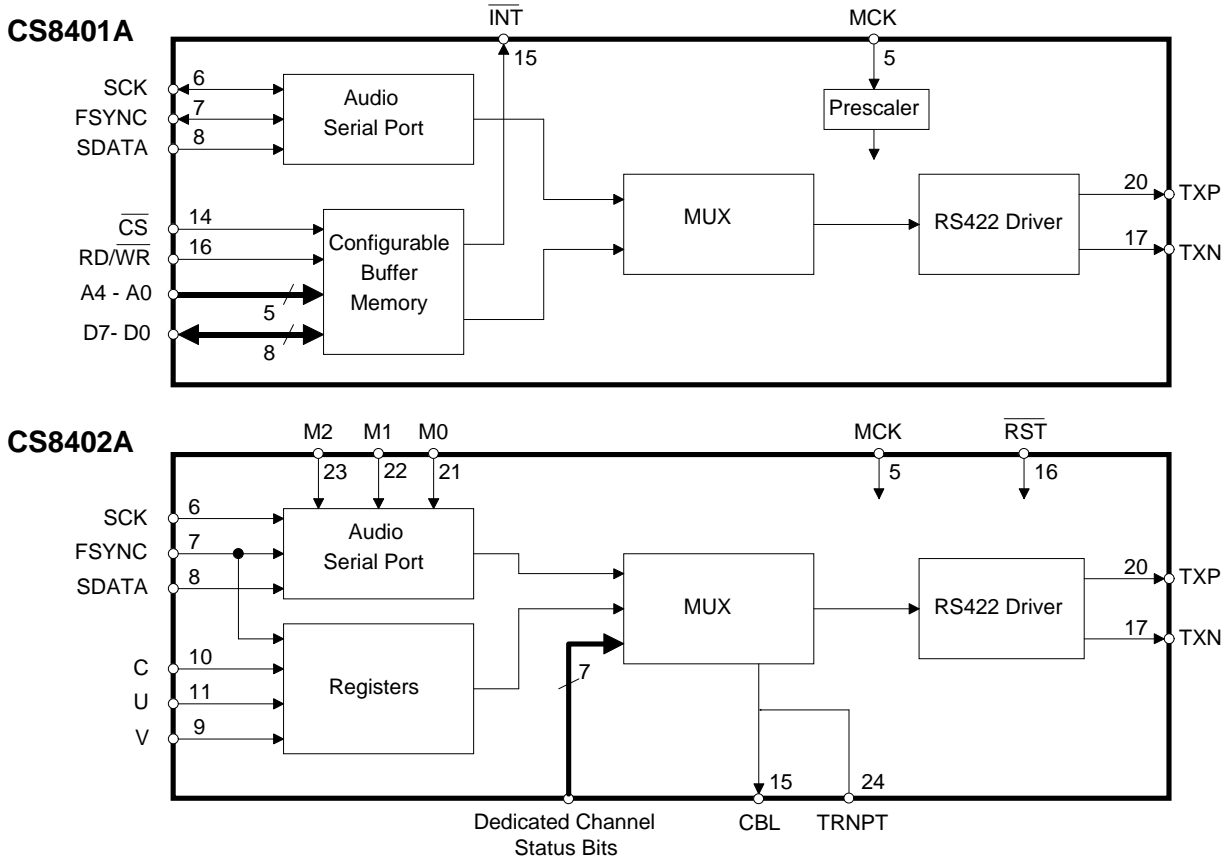 CS8401A
INT
MCK
15
5
SCK
6
FSYNC
7
SDATA
8
Audio
Serial Port
Prescaler
CS
14
RD/WR
16
A4 - A0
5
D7- D0
8
Configurable
Buffer
Memory
MUX
RS422 Driver
20
TXP
17
TXN
CS8402A
M2
M1
M0
MCK
RST
23
22
21
5
16
SCK
6
FSYNC
7
SDATA
8
Audio
Serial Port
C
10
U
11
V
9
Registers
7
MUX
RS422 Driver
20
TXP
17
TXN
15
24
Dedicated Channel
Status Bits
CBL
TRNPT